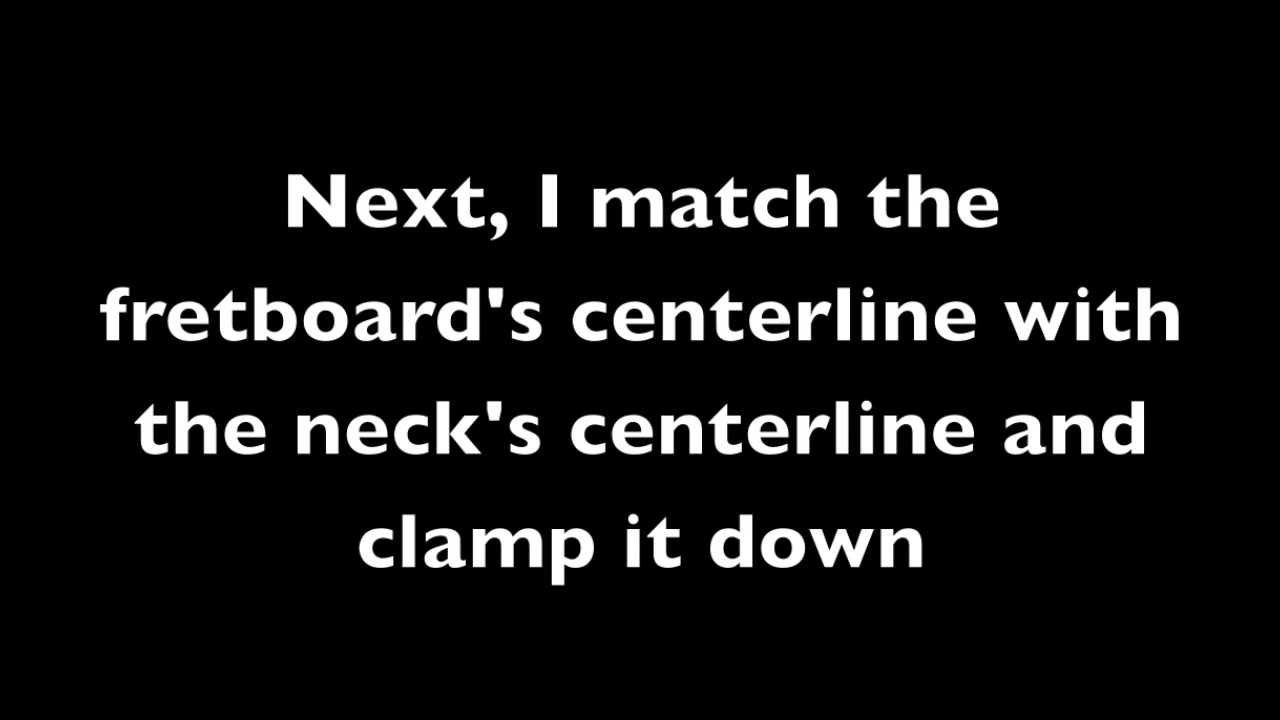 Next, I match the
fretboard's centerline with
the neck's centerline and
clamp it down